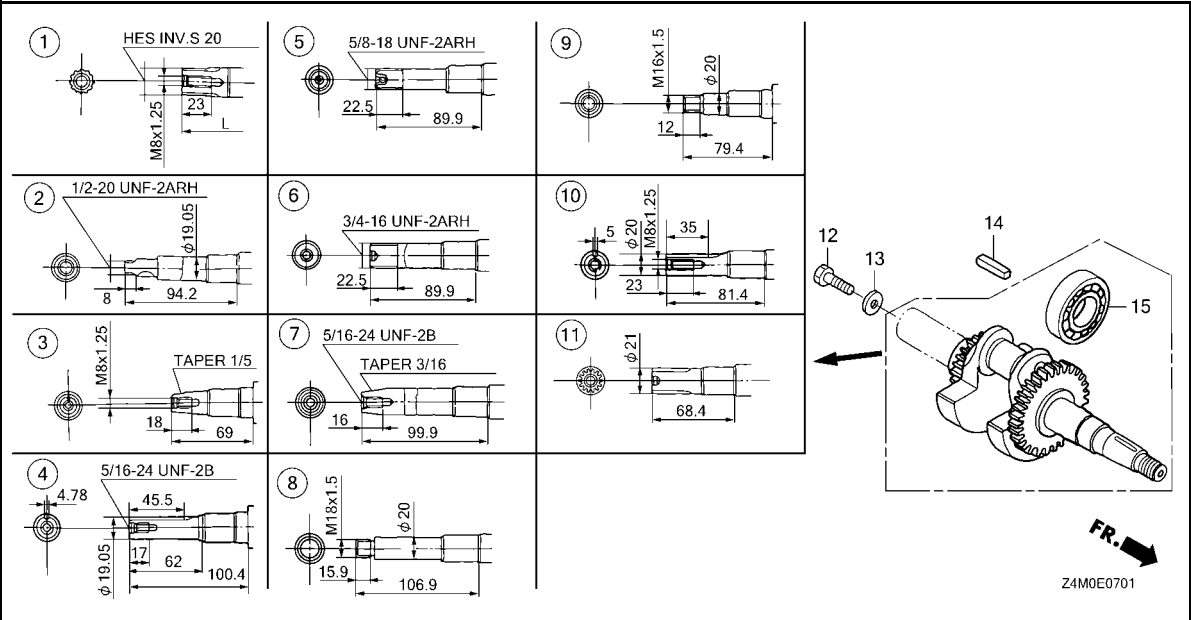 1
HES INV.S 20
M8x1.25
23
L
2
1/2-20 UNF-2ARH
ϕ19.05
8
94.2
3
M8x1.25
TAPER 1/5
18
69
4
5/16-24 UNF-2B
4.78
45.5
ϕ19.05
17
62
100.4
5
5/8-18 UNF-2ARH
22.5
89.9
6
3/4-16 UNF-2ARH
22.5
89.9
7
5/16-24 UNF-2B
TAPER 3/16
16
99.9
8
M18x1.5
ϕ20
15.9
106.9
9
M16x1.5
ϕ20
12
79.4
10
5
ϕ20
M8x1.25
35
23
81.4
11
ϕ21
68.4
12
13
14
15
FR.
Z4M0E0701